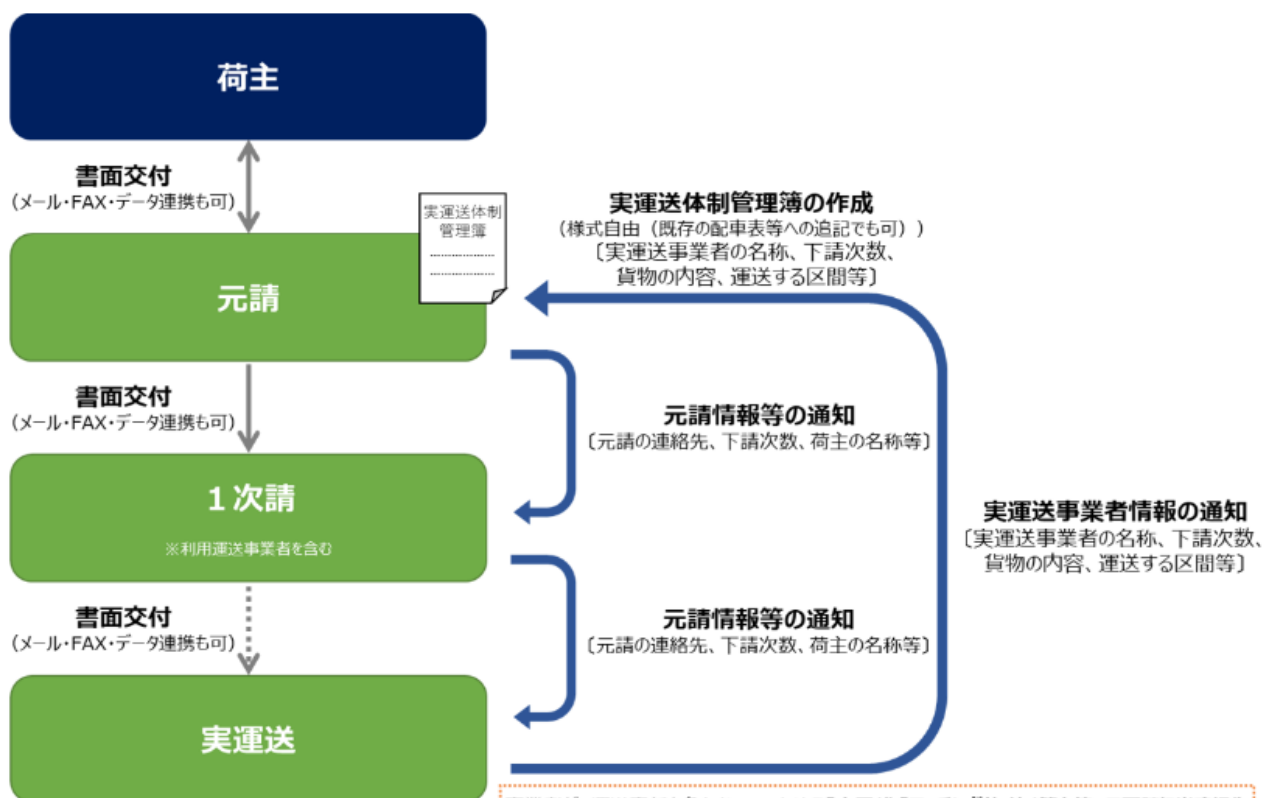 荷主
書面交付
(メール・FAX・データ連携も可)
実運送体制
管理簿
実運送体制管理簿の作成
(様式自由(既存の配車表等への追記でも可))
〔実運送事業者の名称、下請次数、
貨物の内容、運送する区間等〕
元請
書面交付
(メール・FAX・データ連携も可)
元請情報等の通知
〔元請の連絡先、下請次数、荷主の名称等〕
1次請
※利用運送事業者を含む
実運送事業者情報の通知
〔実運送事業者の名称、下請次数、
貨物の内容、運送する区間等〕
書面交付
(メール・FAX・データ連携も可)
元請情報等の通知
〔元請の連絡先、下請次数、荷主の名称等〕
実運送